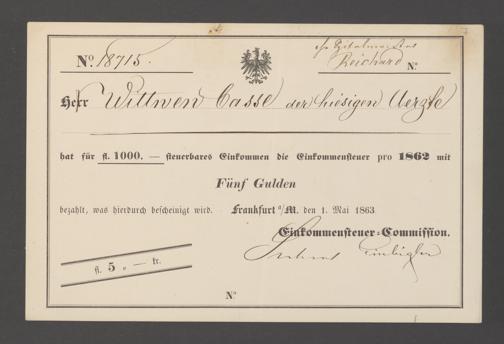 No. 18715.
Reichard No.
Herr Wittwen Casse der hiesigen Aerzte
hat für fl. 1000. — steuerbares Einkommen die Einkommensteuer pro 1862 mit
Fünf Gulden
bezahlt, was hierdurch bescheinigt wird. Frankfurt a/M. den 1. Mai 1863
Einkommensteuer-Commission.
fl. 5 „ — kr.
No